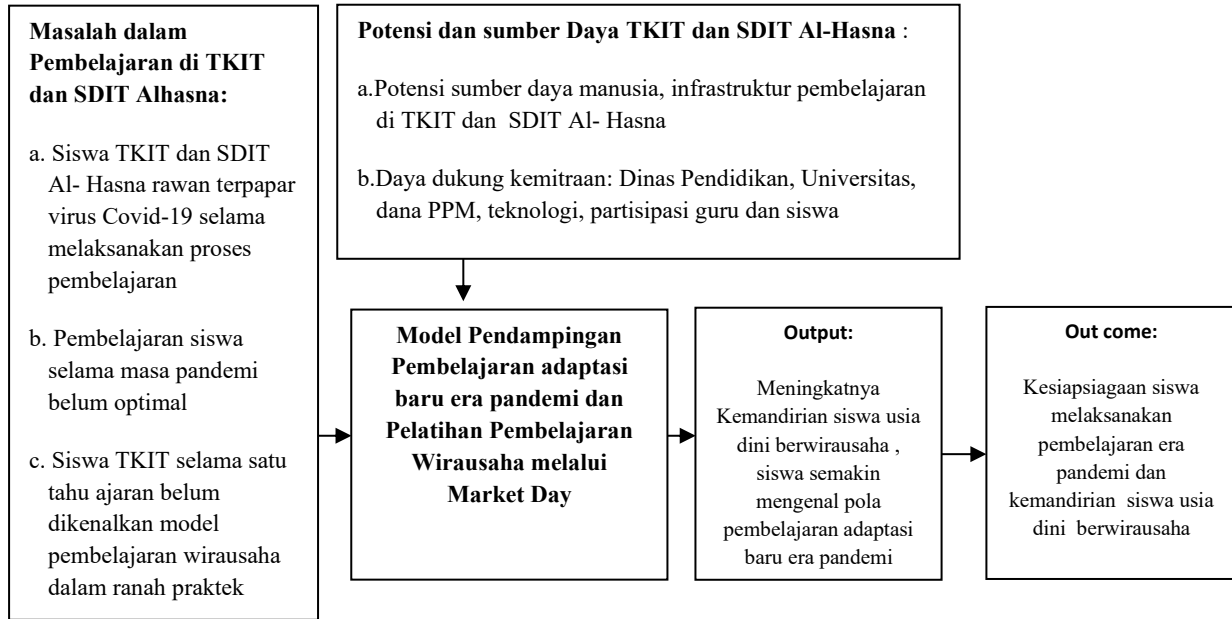 Masalah dalam
Pembelajaran di TKIT
dan SDIT Alhasna:
a. Siswa TKIT dan SDIT
Al- Hasna rawan terpapar
virus Covid-19 selama
melaksanakan proses
pembelajaran
b. Pembelajaran siswa
selama masa pandemi
belum optimal
c. Siswa TKIT selama satu
tahu ajaran belum
dikenalkan model
pembelajaran wirausaha
dalam ranah praktek
Potensi dan sumber Daya TKIT dan SDIT Al-Hasna :
a.Potensi sumber daya manusia, infrastruktur pembelajaran
di TKIT dan SDIT Al- Hasna
b.Daya dukung kemitraan: Dinas Pendidikan, Universitas,
dana PPM, teknologi, partisipasi guru dan siswa
Model Pendampingan
Pembelajaran adaptasi
baru era pandemi dan
Pelatihan Pembelajaran
Wirausaha melalui
Market Day
Output:
Meningkatnya
Kemandirian siswa usia
dini berwirausaha ,
siswa semakin
mengenal pola
pembelajaran adaptasi
baru era pandemi
Out come:
Kesiapsiagaan siswa
melaksanakan
pembelajaran era
pandemi dan
kemandirian siswa usia
dini berwirausaha